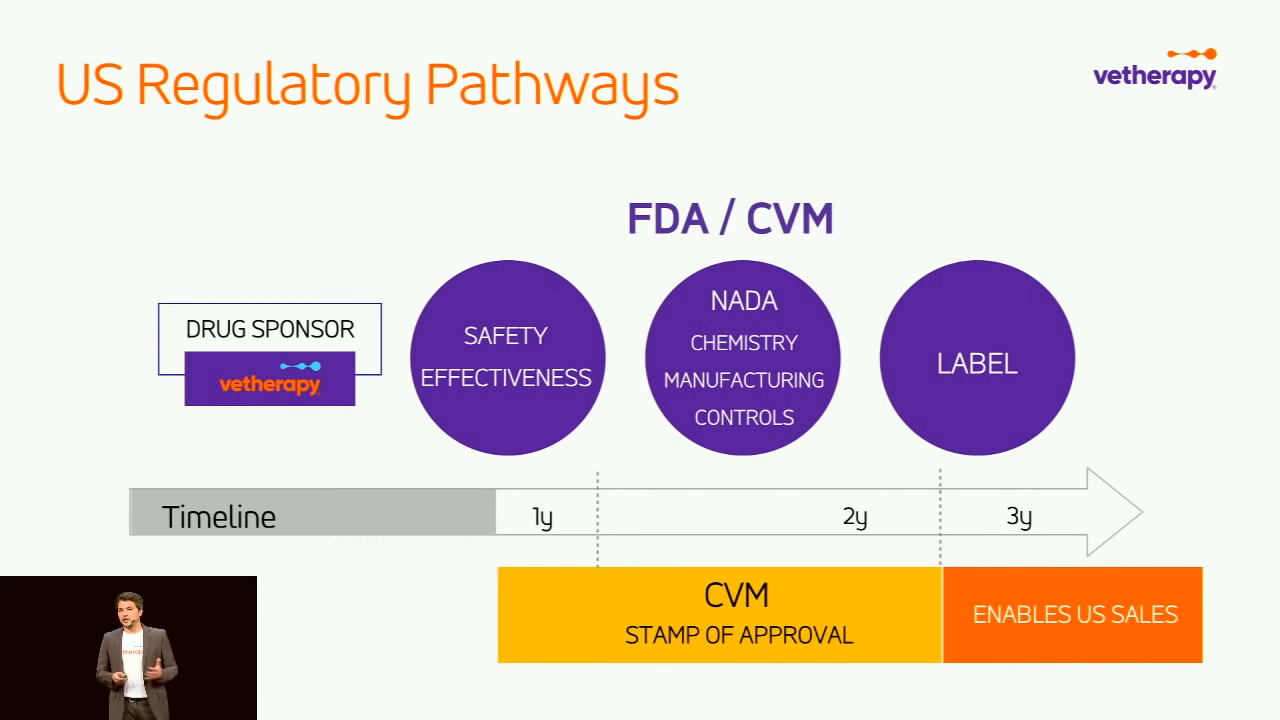 US Regulatory Pathways
vetherapy
FDA / CVM
DRUG SPONSOR
vetherapy
SAFETY
EFFECTIVENESS
NADA
CHEMISTRY
MANUFACTURING
CONTROLS
LABEL
Timeline
1y
2y
3y
CVM
STAMP OF APPROVAL
ENABLES US SALES